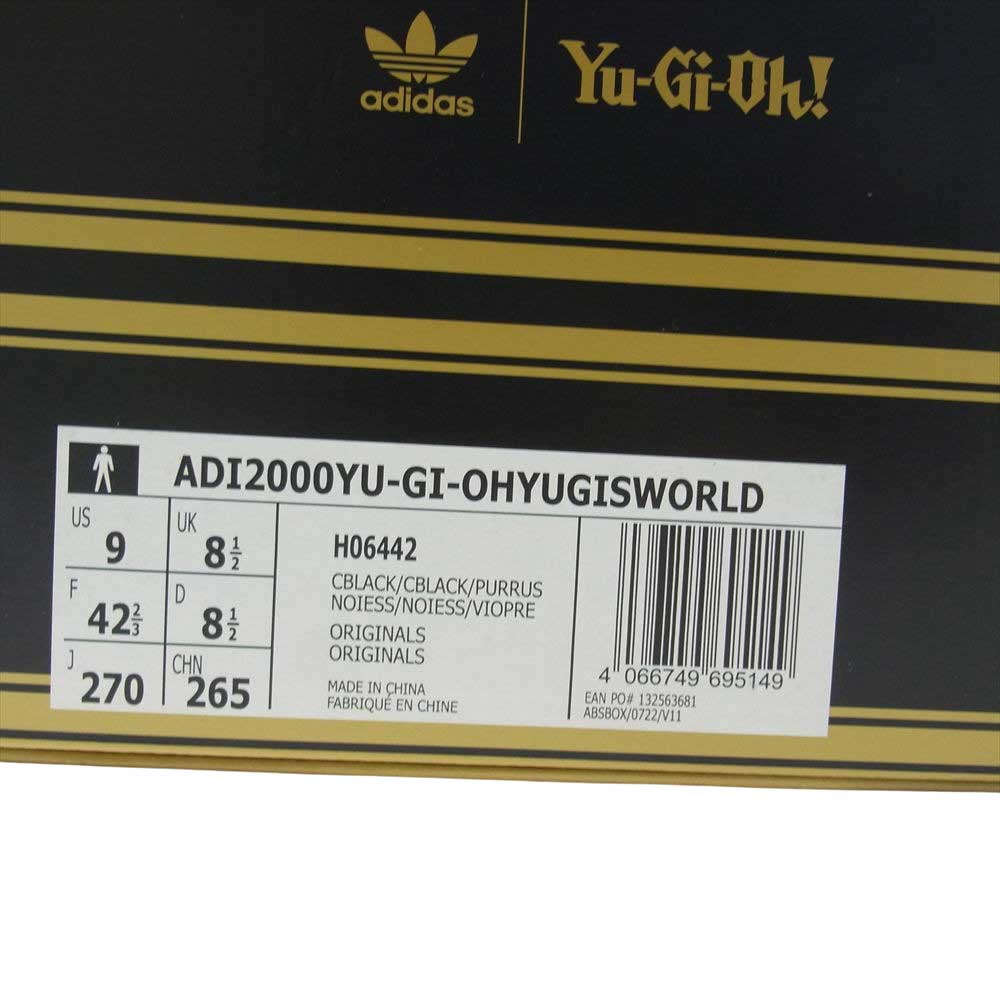 adidas
Yu-Gi-Oh!
ADI2000YU-GI-OHYUGISWORLD
US 9
UK 8 1/2
F 42 2/3
D 8 1/2
J 270
CHN 265
H06442
CBLACK/CBLACK/PURRUS
NOIESS/NOIESS/VIOPRE
ORIGINALS
ORIGINALS
MADE IN CHINA
FABRIQUÉ EN CHINE
4 066749 695149
EAN PO# 132563681
ABSBOX/0722/V11